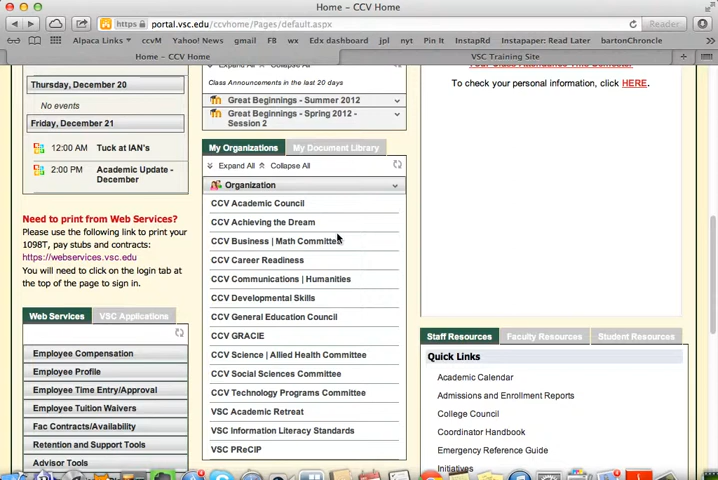 Home – CCV Home
https portal.vsc.edu/ccvhome/Pages/default.aspx
Reader
Alpaca Links ccvM Yahoo! News gmail FB wx Edx dashboard jpl nyt Pin It InstapRd Instapaper: Read Later bartonChronicle
Home – CCV Home
VSC Training Site
Thursday, December 20
No events
Friday, December 21
12:00 AM Tuck at IAN's
2:00 PM Academic Update -
December
Need to print from Web Services?
Please use the following link to print your
1098T, pay stubs and contracts:
https://webservices.vsc.edu
You will need to click on the login tab at
the top of the page to sign in.
Web Services
VSC Applications
Employee Compensation
Employee Profile
Employee Time Entry/Approval
Employee Tuition Waivers
Fac Contracts/Availability
Retention and Support Tools
Advisor Tools
Expand All Collapse All
Class Announcements in the last 20 days
Great Beginnings - Summer 2012
Great Beginnings - Spring 2012 -
Session 2
My Organizations
My Document Library
Expand All Collapse All
Organization
CCV Academic Council
CCV Achieving the Dream
CCV Business | Math Committee
CCV Career Readiness
CCV Communications | Humanities
CCV Developmental Skills
CCV General Education Council
CCV GRACIE
CCV Science | Allied Health Committee
CCV Social Sciences Committee
CCV Technology Programs Committee
VSC Academic Retreat
VSC Information Literacy Standards
VSC PReCIP
To check your personal information, click HERE.
Staff Resources
Faculty Resources
Student Resources
Quick Links
Academic Calendar
Admissions and Enrollment Reports
College Council
Coordinator Handbook
Emergency Reference Guide
Initiatives